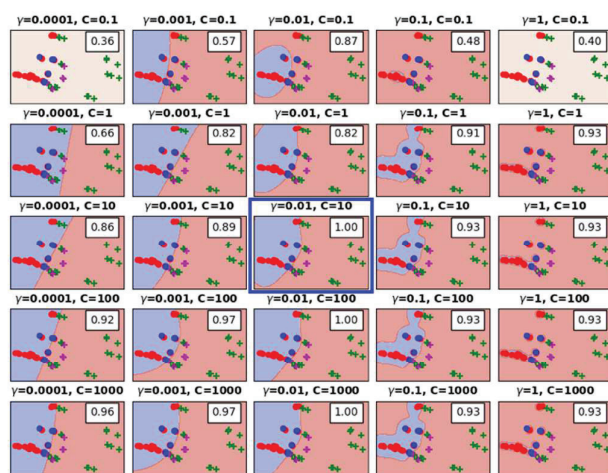 γ=0.0001, C=0.1 γ=0.001, C=0.1 γ=0.01, C=0.1 γ=0.1, C=0.1 γ=1, C=0.1
0.36 0.57 0.87 0.48 0.40
γ=0.0001, C=1 γ=0.001, C=1 γ=0.01, C=1 γ=0.1, C=1 γ=1, C=1
0.66 0.82 0.82 0.91 0.93
γ=0.0001, C=10 γ=0.001, C=10 γ=0.01, C=10 γ=0.1, C=10 γ=1, C=10
0.86 0.89 1.00 0.93 0.93
γ=0.0001, C=100 γ=0.001, C=100 γ=0.01, C=100 γ=0.1, C=100 γ=1, C=100
0.92 0.97 1.00 0.93 0.93
γ=0.0001, C=1000 γ=0.001, C=1000 γ=0.01, C=1000 γ=0.1, C=1000 γ=1, C=1000
0.96 0.97 1.00 0.93 0.93